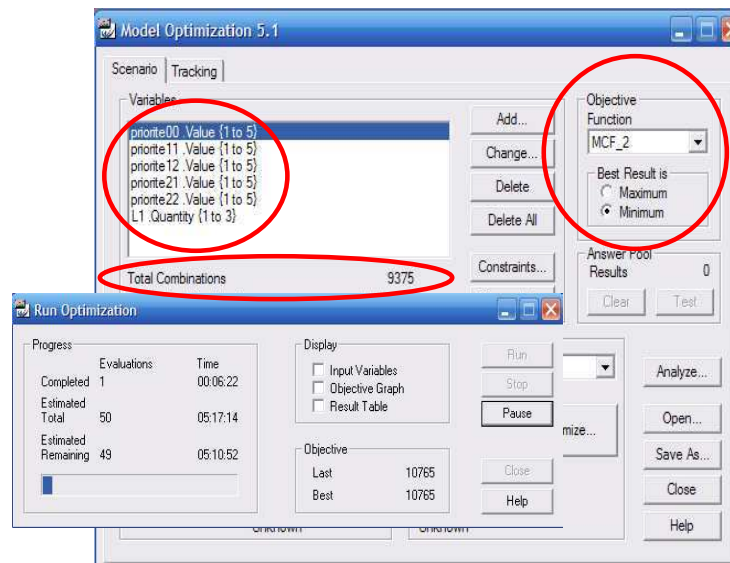 Model Optimization 5.1
Scenario Tracking
Variables
priorite00 .Value {1 to 5}
priorite11 .Value {1 to 5}
priorite12 .Value {1 to 5}
priorite21 .Value {1 to 5}
priorite22 .Value {1 to 5}
L1 .Quantity {1 to 3}
Total Combinations 9375
Add...
Change...
Delete
Delete All
Constraints...
Objective
Function
MCF_2
Best Result is
Maximum
Minimum
Answer Pool
Results 0
Clear Test
Run Optimization
Progress
Evaluations Time
Completed 1 00:06:22
Estimated
Total 50 05:17:14
Estimated
Remaining 49 05:10:52
Display
Input Variables
Objective Graph
Result Table
Objective
Last 10765
Best 10765
Run
Stop
Pause
Close
Help
mize...
Analyze...
Open...
Save As...
Close
Help